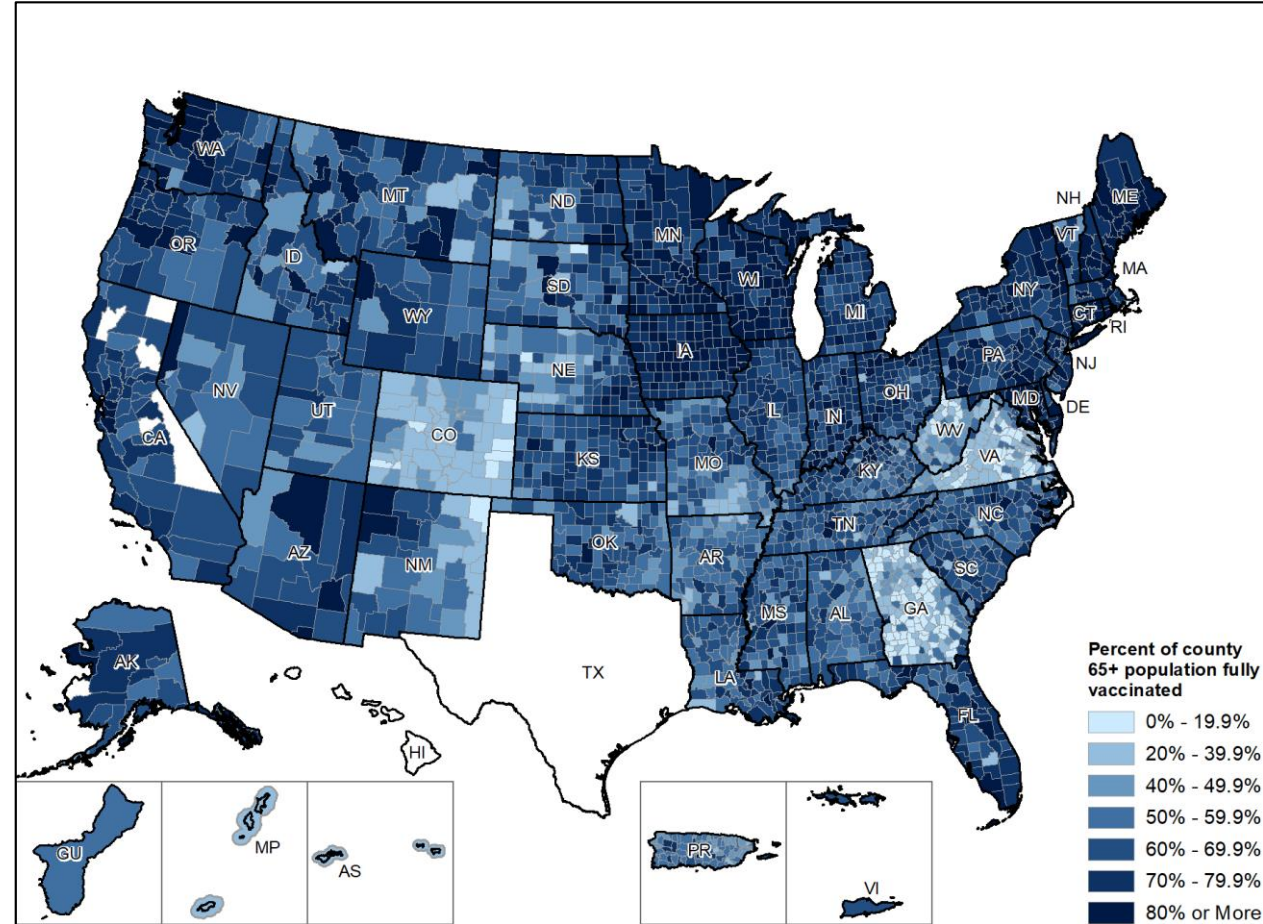 WA
MT
ND
MN
OR
ID
SD
WI
WY
MI
NY
NH
VT
ME
MA
CT
RI
NJ
PA
IA
NE
NV
UT
CO
CA
IL
IN
OH
MD
DE
WV
VA
KS
MO
KY
NC
TN
AZ
NM
OK
AR
SC
MS
AL
GA
TX
LA
FL
AK
HI
GU
MP
AS
PR
VI
Percent of county
65+ population fully
vaccinated
0% - 19.9%
20% - 39.9%
40% - 49.9%
50% - 59.9%
60% - 69.9%
70% - 79.9%
80% or More